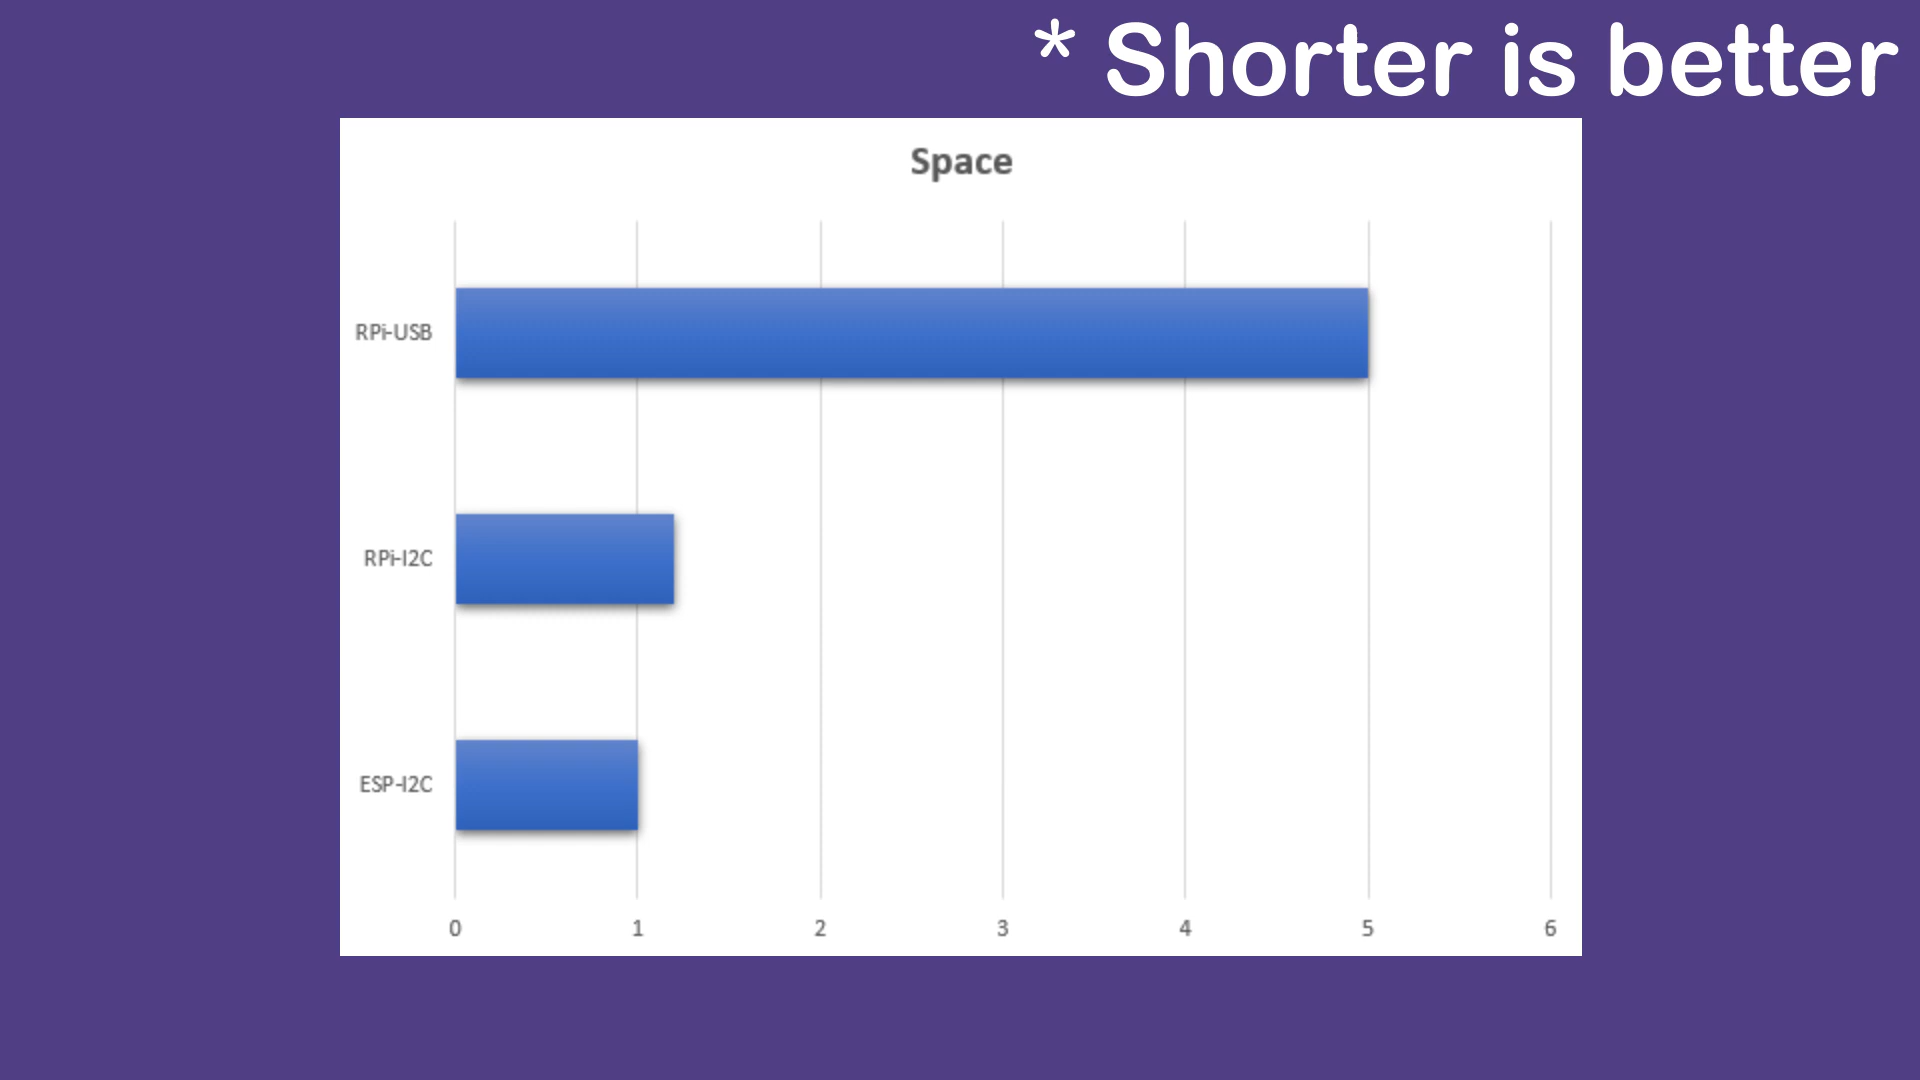 * Shorter is better
Space
RPi-USB
RPi-I2C
ESP-I2C
0 1 2 3 4 5 6